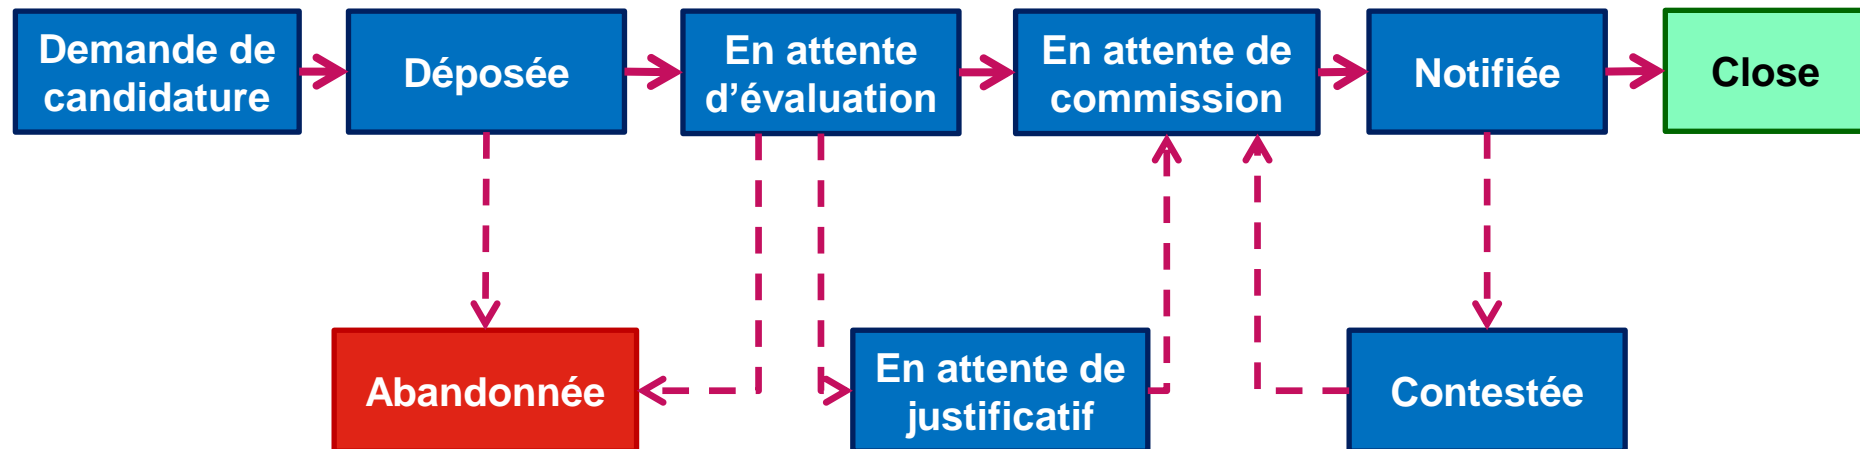 Demande de
candidature
Déposée
En attente
d’évaluation
En attente de
commission
Notifiée
Close
Abandonnée
En attente de
justificatif
Contestée